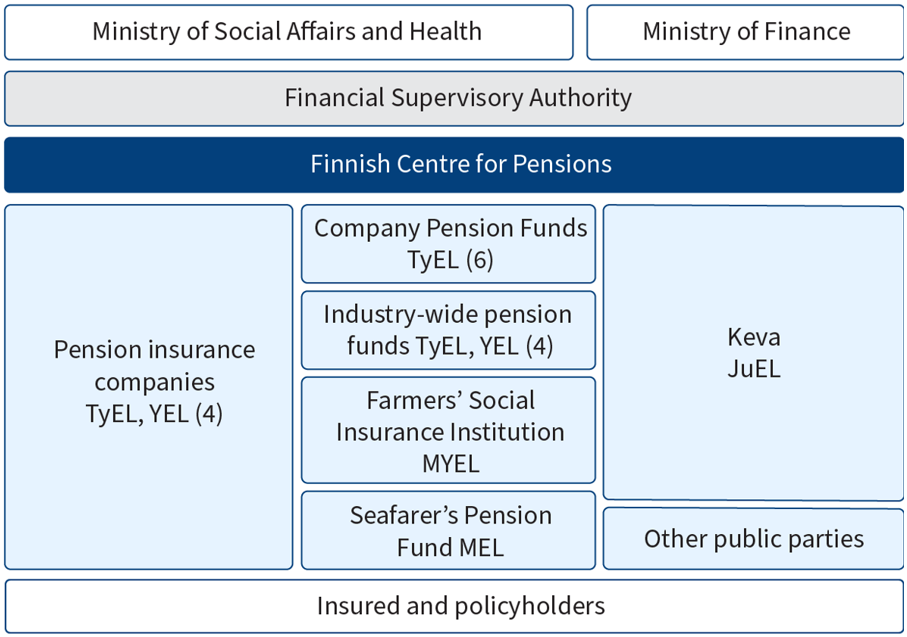 Ministry of Social Affairs and Health
Ministry of Finance
Financial Supervisory Authority
Finnish Centre for Pensions
Pension insurance
companies
TyEL, YEL (4)
Company Pension Funds
TyEL (6)
Industry-wide pension
funds TyEL, YEL (4)
Farmers’ Social
Insurance Institution
MYEL
Seafarer’s Pension
Fund MEL
Keva
JuEL
Other public parties
Insured and policyholders